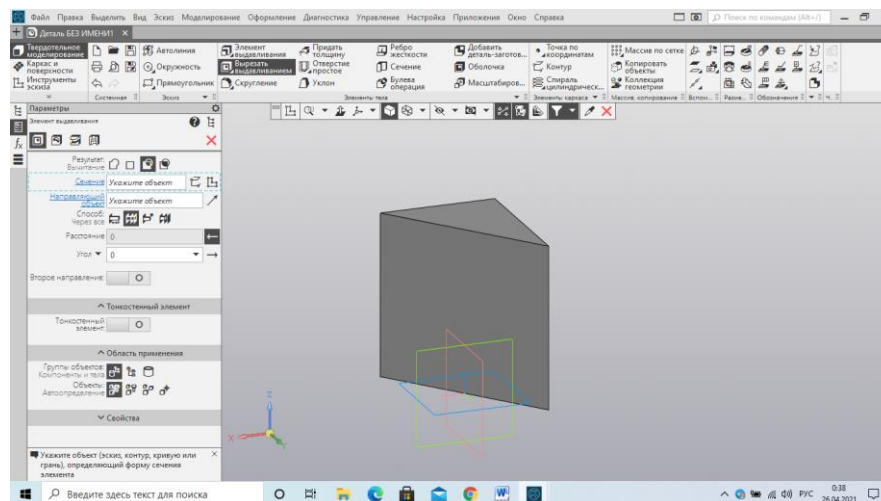 Файл Правка Выделить Вид Эскиз Моделирование Оформление Диагностика Управление Настройка Приложения Окно Справка
Поиск по командам (Alt+/)
Деталь БЕЗ ИМЕНИ1
Твердотельное моделирование
Каркас и поверхности
Инструменты эскиза
Системная
Автолиния
Окружность
Прямоугольник
Эскиз
Элемент выдавливания
Вырезать выдавливанием
Скругление
Придать толщину
Отверстие простое
Уклон
Ребро жесткости
Сечение
Булева операция
Добавить деталь-заготов...
Оболочка
Масштабиров...
Элементы тела
Точка по координатам
Контур
Спираль цилиндрическ...
Элементы каркаса
Массив по сетке
Копировать объекты
Коллекция геометрии
Массив, копирование
Вспом...
Разме...
Обозначения
Ч...
Параметры
Элемент выдавливания
Результат:
Вычитание
Сечение Укажите объект
Направляющий объект Укажите объект
Способ:
Через все
Расстояние 0
Угол 0
Второе направление:
Тонкостенный элемент
Тонкостенный элемент:
Область применения
Группы объектов:
Компоненты и тела
Объекты:
Автоопределение
Свойства
Укажите объект (эскиз, контур, кривую или
грань), определяющий форму сечения
элемента
Z
X
Y
Введите здесь текст для поиска
РУС
0:38
26.04.2021